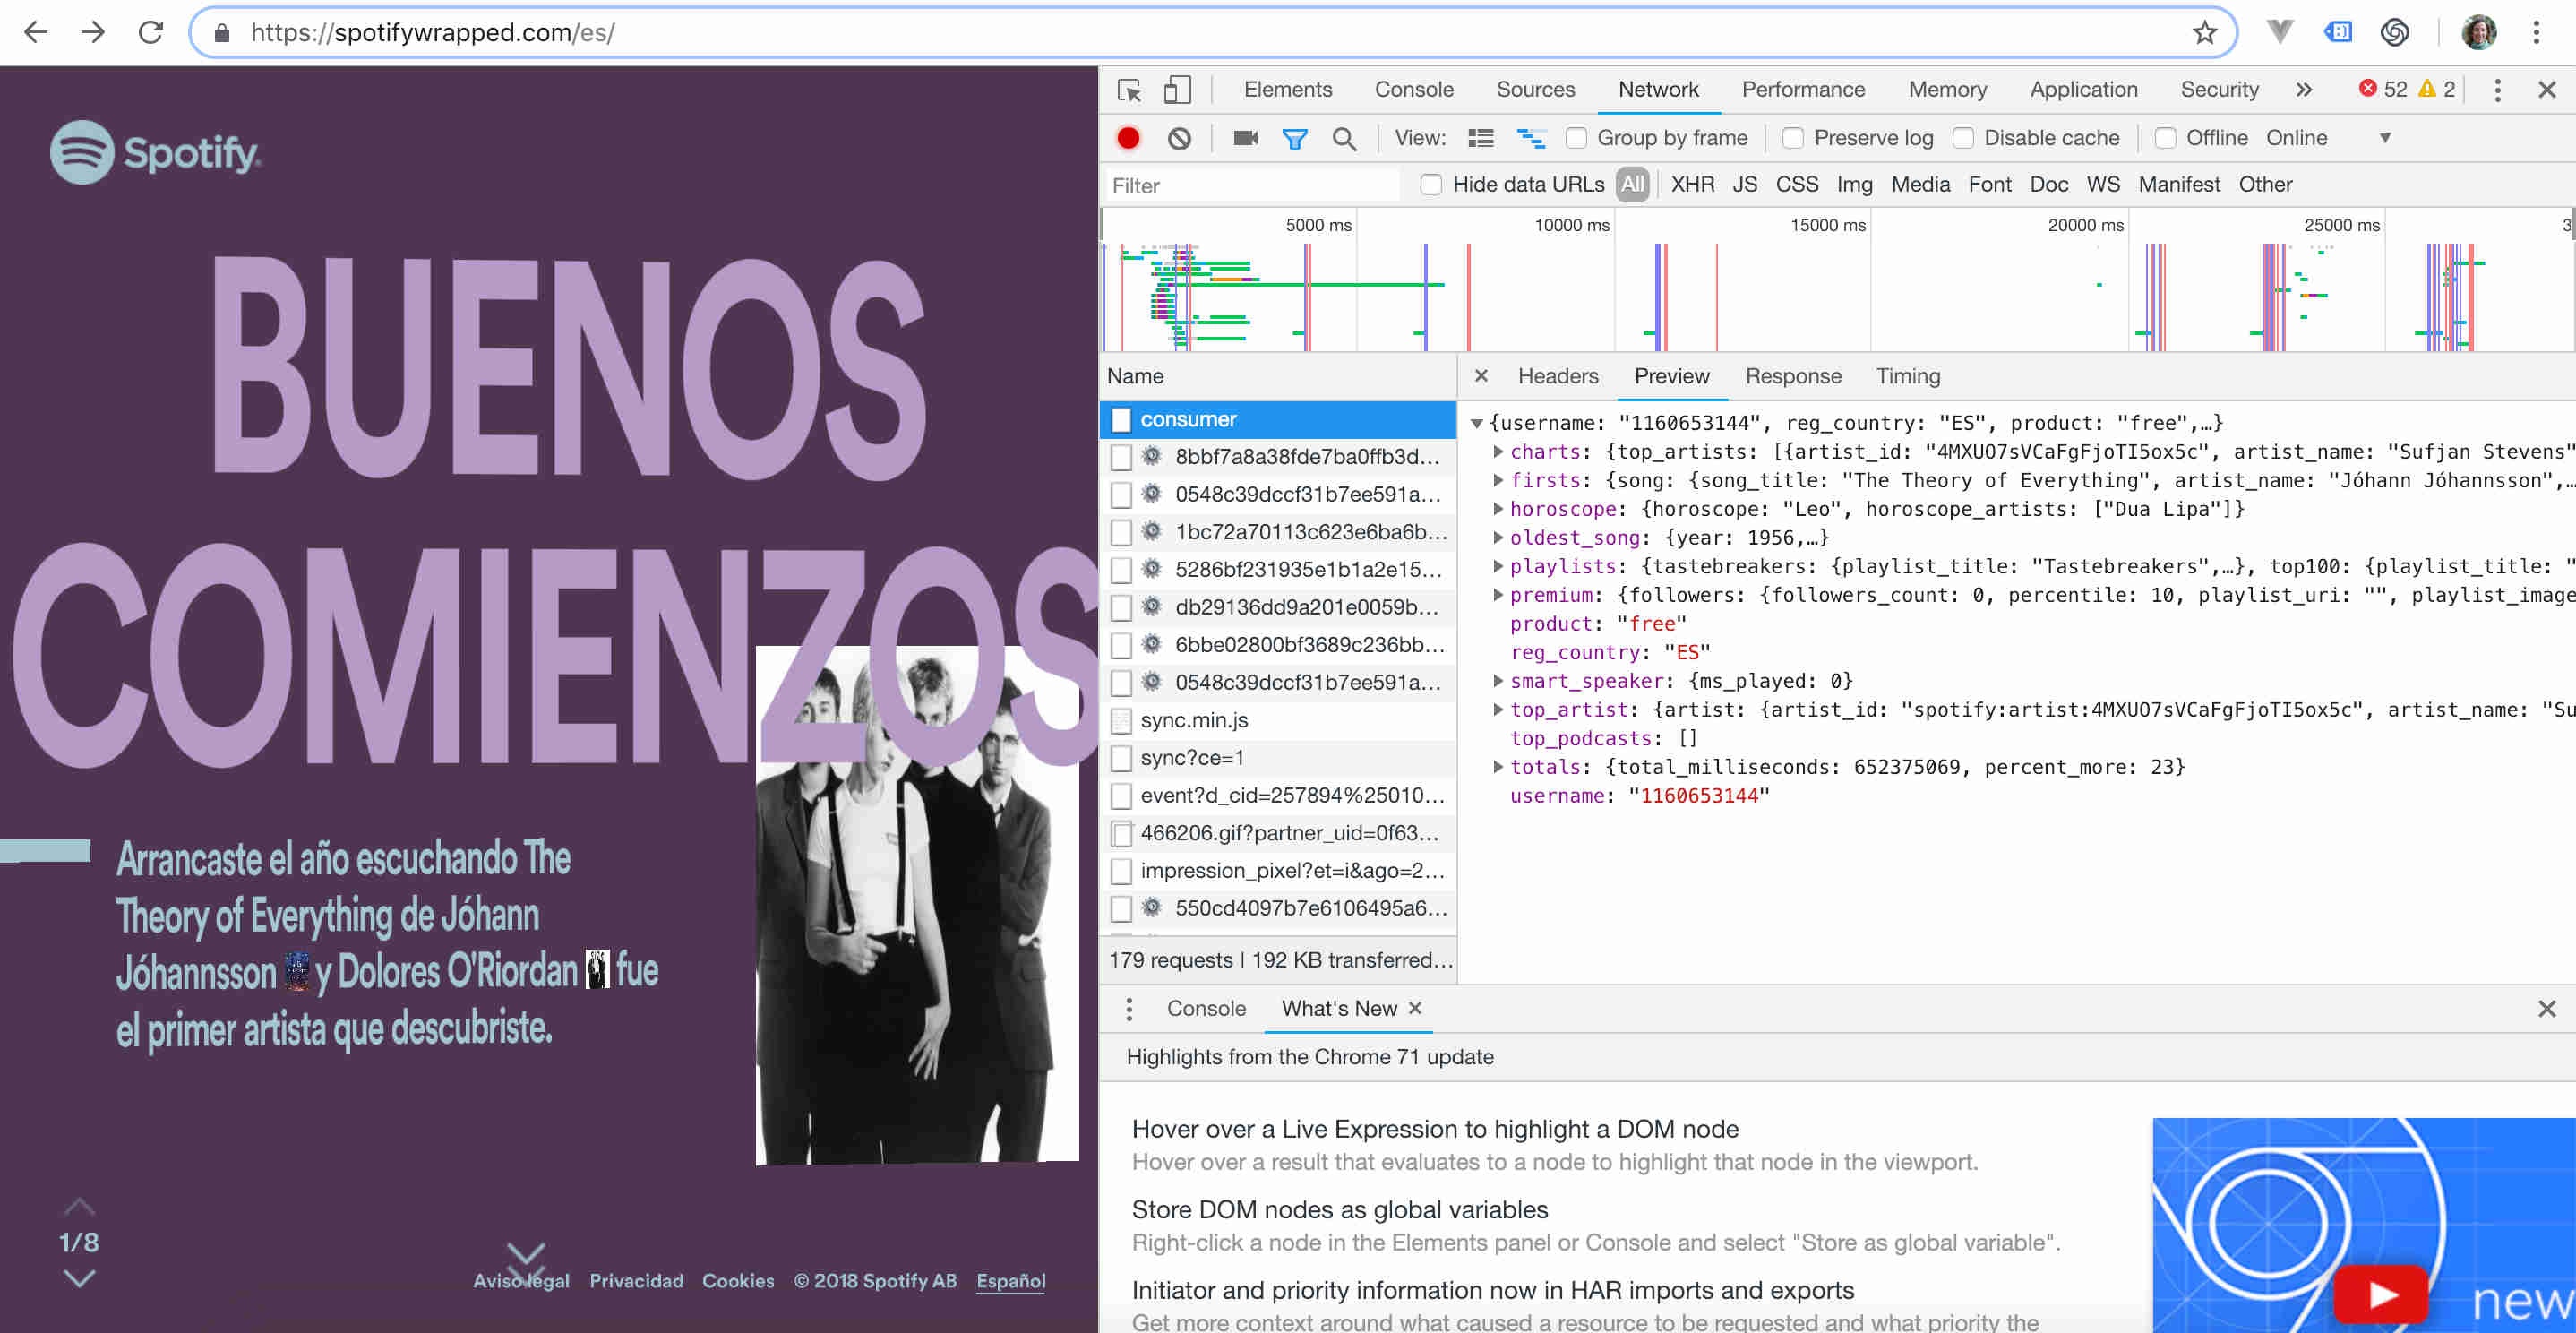 https://spotifywrapped.com/es/
Spotify
BUENOS
COMIENZOS
Arrancaste el año escuchando The
Theory of Everything de Jóhann
Jóhannsson y Dolores O'Riordan fue
el primer artista que descubriste.
1/8
Aviso legal Privacidad Cookies © 2018 Spotify AB Español
Elements Console Sources Network Performance Memory Application Security » 52 2
View: Group by frame Preserve log Disable cache Offline Online
Filter Hide data URLs All XHR JS CSS Img Media Font Doc WS Manifest Other
5000 ms 10000 ms 15000 ms 20000 ms 25000 ms 3
Name
consumer
8bbf7a8a38fde7ba0ffb3d...
0548c39dccf31b7ee591a...
1bc72a70113c623e6ba6b...
5286bf231935e1b1a2e15...
db29136dd9a201e0059b...
6bbe02800bf3689c236bb...
0548c39dccf31b7ee591a...
sync.min.js
sync?ce=1
event?d_cid=257894%25010...
466206.gif?partner_uid=0f63...
impression_pixel?et=i&ago=2...
550cd4097b7e6106495a6...
179 requests | 192 KB transferred...
Headers Preview Response Timing
{username: "1160653144", reg_country: "ES", product: "free",…}
charts: {top_artists: [{artist_id: "4MXUO7sVCaFgFjoTI5ox5c", artist_name: "Sufjan Stevens"
firsts: {song: {song_title: "The Theory of Everything", artist_name: "Jóhann Jóhannsson",…
horoscope: {horoscope: "Leo", horoscope_artists: ["Dua Lipa"]}
oldest_song: {year: 1956,…}
playlists: {tastebreakers: {playlist_title: "Tastebreakers",…}, top100: {playlist_title: "
premium: {followers: {followers_count: 0, percentile: 10, playlist_uri: "", playlist_image
product: "free"
reg_country: "ES"
smart_speaker: {ms_played: 0}
top_artist: {artist: {artist_id: "spotify:artist:4MXUO7sVCaFgFjoTI5ox5c", artist_name: "Su
top_podcasts: []
totals: {total_milliseconds: 652375069, percent_more: 23}
username: "1160653144"
Console What's New
Highlights from the Chrome 71 update
Hover over a Live Expression to highlight a DOM node
Hover over a result that evaluates to a node to highlight that node in the viewport.
Store DOM nodes as global variables
Right-click a node in the Elements panel or Console and select "Store as global variable".
Initiator and priority information now in HAR imports and exports
Get more context around what caused a resource to be requested and what priority the
new